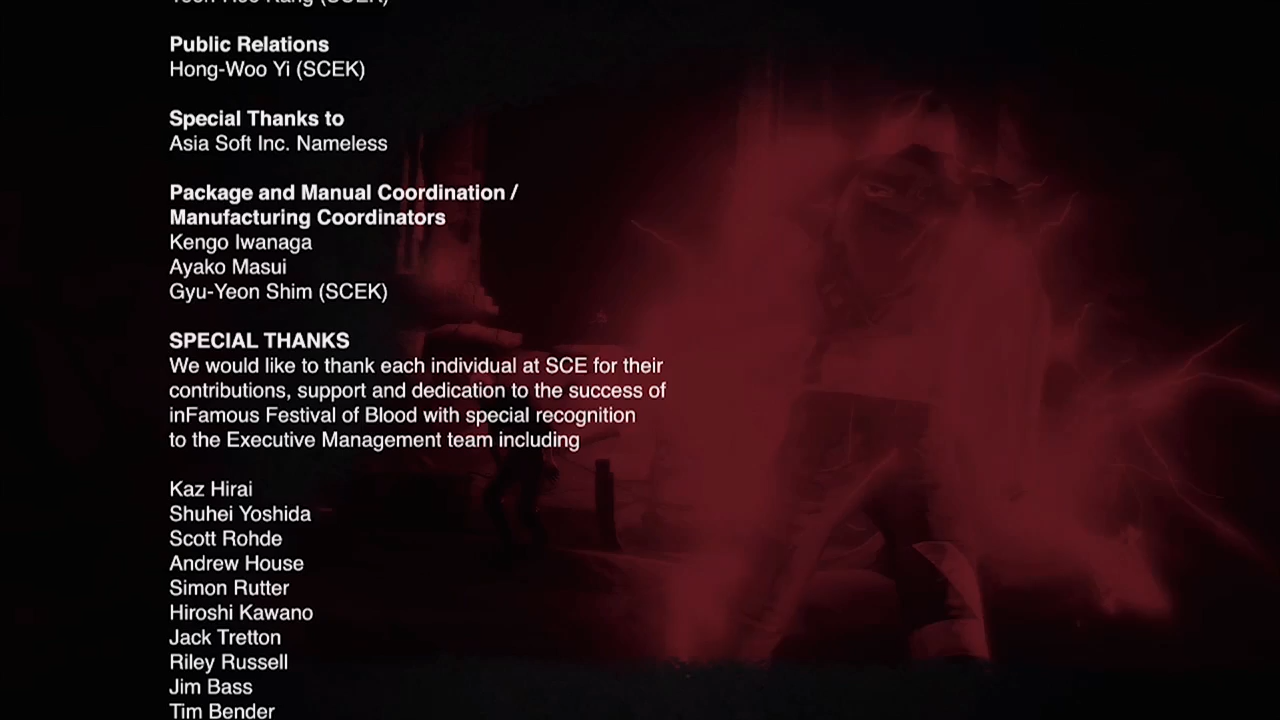 Public Relations
Hong-Woo Yi (SCEK)
Special Thanks to
Asia Soft Inc. Nameless
Package and Manual Coordination /
Manufacturing Coordinators
Kengo Iwanaga
Ayako Masui
Gyu-Yeon Shim (SCEK)
SPECIAL THANKS
We would like to thank each individual at SCE for their
contributions, support and dedication to the success of
inFamous Festival of Blood with special recognition
to the Executive Management team including
Kaz Hirai
Shuhei Yoshida
Scott Rohde
Andrew House
Simon Rutter
Hiroshi Kawano
Jack Tretton
Riley Russell
Jim Bass
Tim Bender